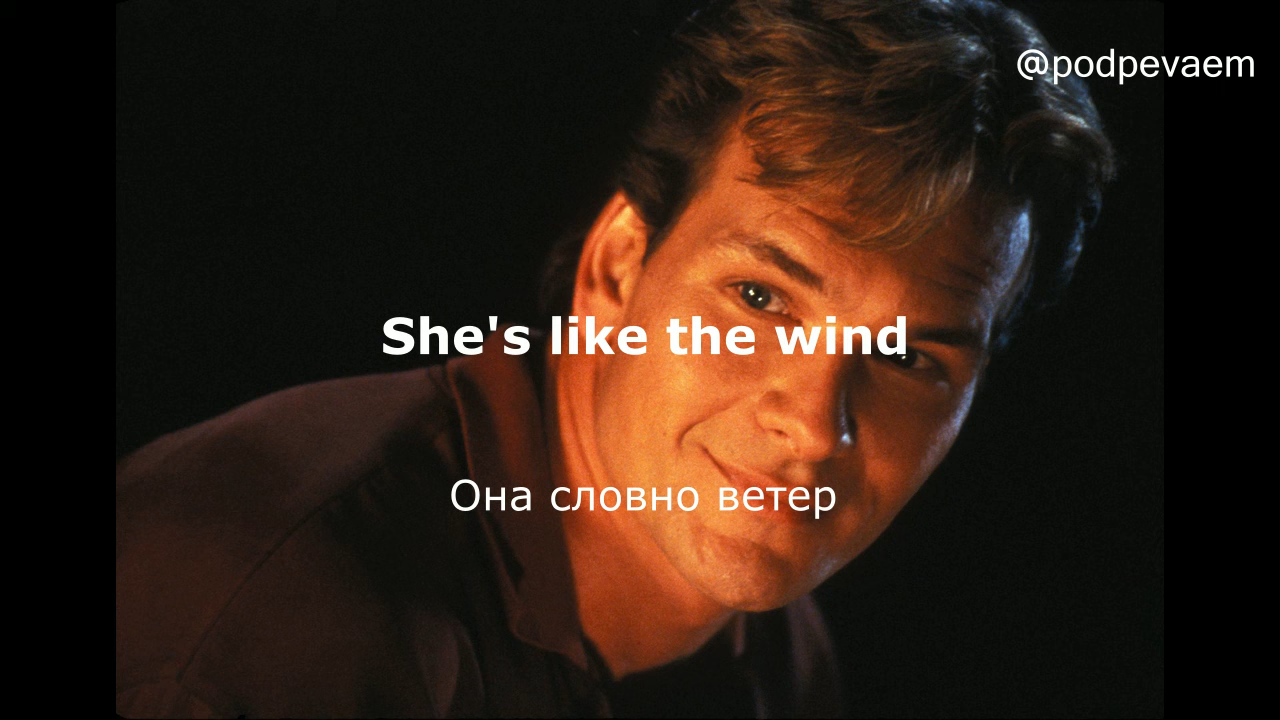 @podpevaem
She's like the wind
Она словно ветер